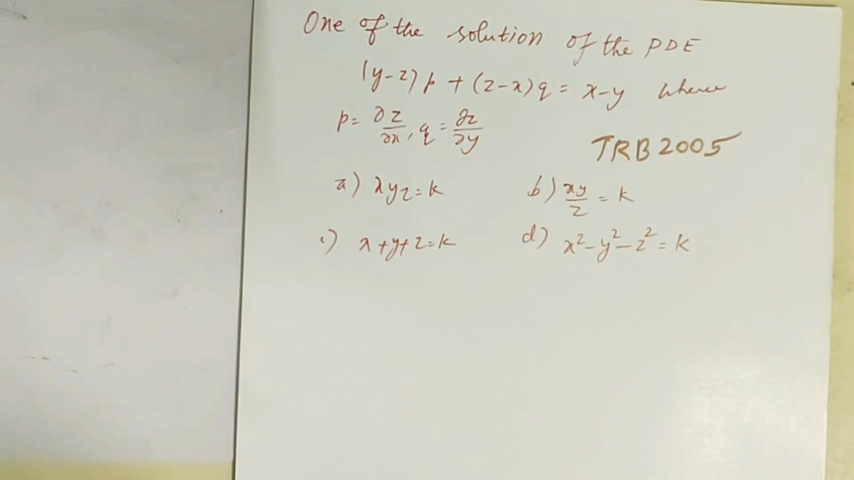 One of the solution of the PDE
(y-z)p + (z-x)q = x-y where
p = ∂z/∂x, q = ∂z/∂y
TRB 2005
a) xyz = k b) xy/z = k
c) x+y+z = k d) x²-y²-z² = k